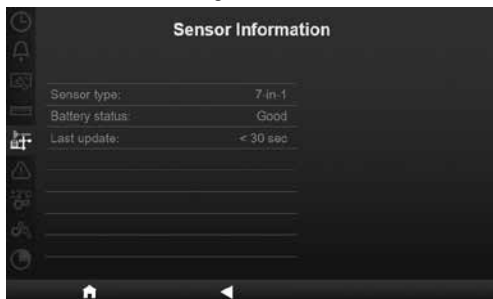 Sensor Information
Sensor type: 7-in-1
Battery status: Good
Last update: < 30 sec